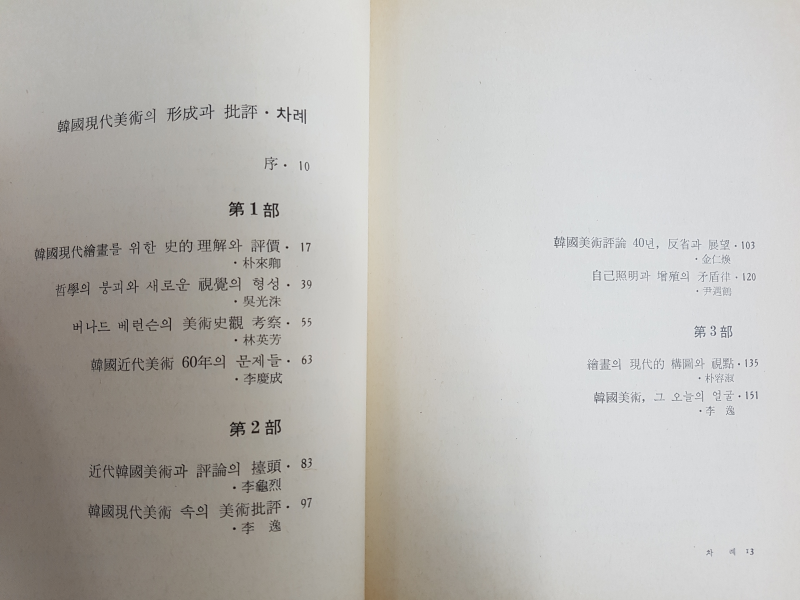 韓國現代美術의 形成과 批評·차례
序· 10
第1部
韓國現代繪畫를 위한 史的 理解와 評價· 17
·朴來卿
哲學의 붕괴와 새로운 視覺의 형성· 39
·吳光洙
버나드 베런슨의 美術史觀 考察· 55
·林英芳
韓國近代美術 60年의 문제들· 63
·李慶成
第2部
近代韓國美術과 評論의 擡頭· 83
·李龜烈
韓國現代美術 속의 美術批評· 97
·李 逸
韓國美術評論 40년, 反省과 展望·103
·金仁煥
自己照明과 增殖의 矛盾律·120
·尹遇鶴
第3部
繪畫의 現代的 構圖와 視點·135
·朴容淑
韓國美術, 그 오늘의 얼굴·151
·李 逸
차 례 13